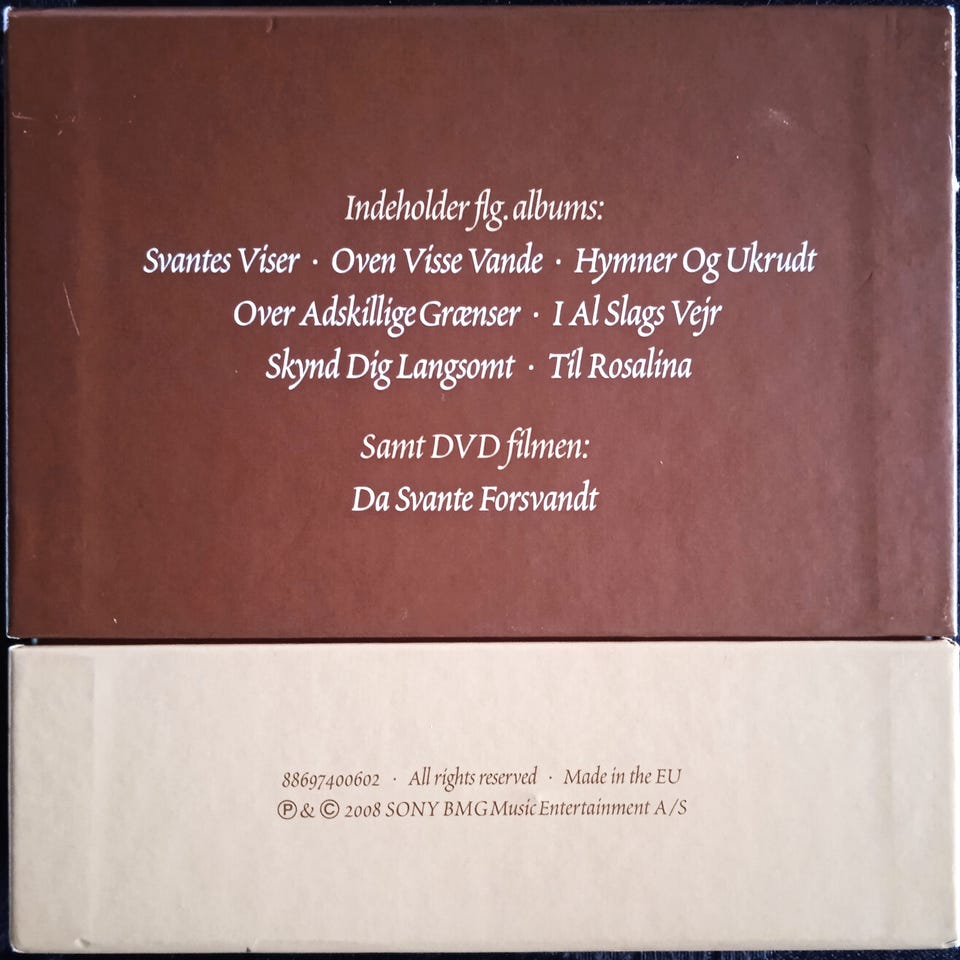 Indeholder flg. albums:
Svantes Viser · Oven Visse Vande · Hymner Og Ukrudt
Over Adskillige Grænser · I Al Slags Vejr
Skynd Dig Langsomt · Til Rosalina
Samt DVD filmen:
Da Svante Forsvandt
88697400602 · All rights reserved · Made in the EU
℗ & © 2008 SONY BMG Music Entertainment A/S